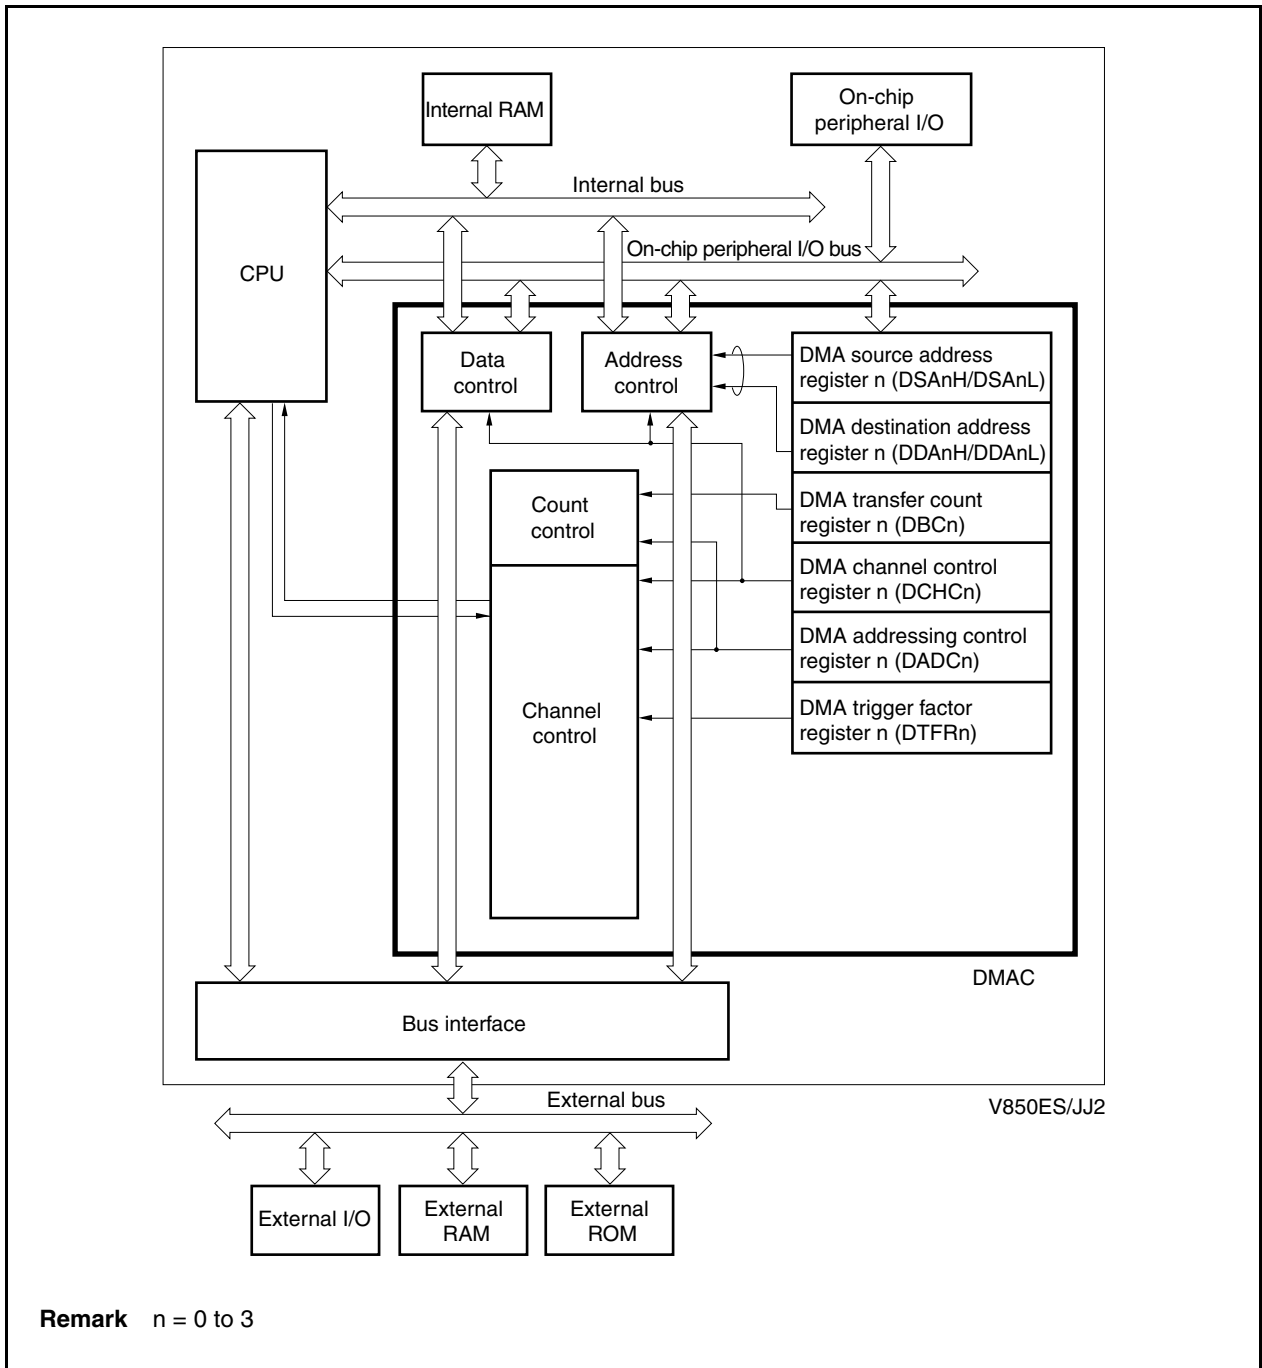 Internal RAM
On-chip
peripheral I/O
Internal bus
On-chip peripheral I/O bus
CPU
Data
control
Address
control
DMA source address
register n (DSAnH/DSAnL)
DMA destination address
register n (DDAnH/DDAnL)
DMA transfer count
register n (DBCn)
DMA channel control
register n (DCHCn)
DMA addressing control
register n (DADCn)
DMA trigger factor
register n (DTFRn)
Count
control
Channel
control
DMAC
Bus interface
V850ES/JJ2
External bus
External I/O
External
RAM
External
ROM
Remark n = 0 to 3